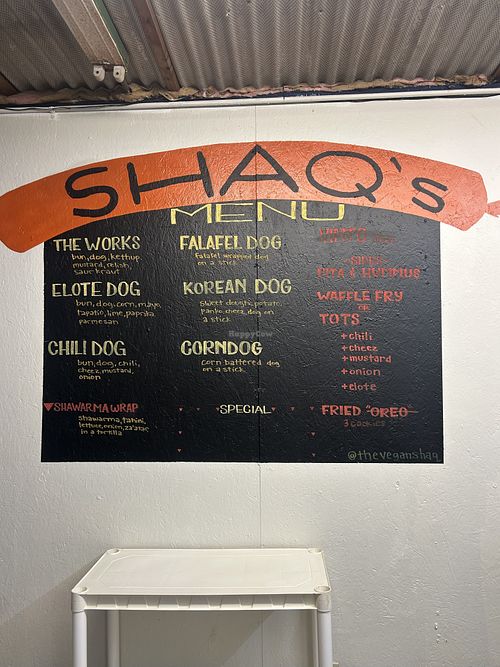 SHAQ's
MENU
THE WORKS
bun, dog, ketchup
mustard, relish,
sauerkraut
ELOTE DOG
bun, dog, corn, mayo,
tapatio, lime, paprika,
parmesan
CHILI DOG
bun, dog, chili,
cheez, mustard,
onion
SHAWARMA WRAP
shawarma, tahini,
lettuce, onion, za'atar
in a tortilla
FALAFEL DOG
falafel wrapped dog
on a stick
KOREAN DOG
sweet dough, potato,
panko, cheez, dog on
a stick
CORNDOG
corn battered dog
on a stick
SPECIAL
-SIDES-
PITA & HUMMUS
WAFFLE FRY
OR
TOTS
+chili
+cheez
+mustard
+onion
+elote
FRIED "OREO"
3 cookies
@theveganshaq
HappyCow